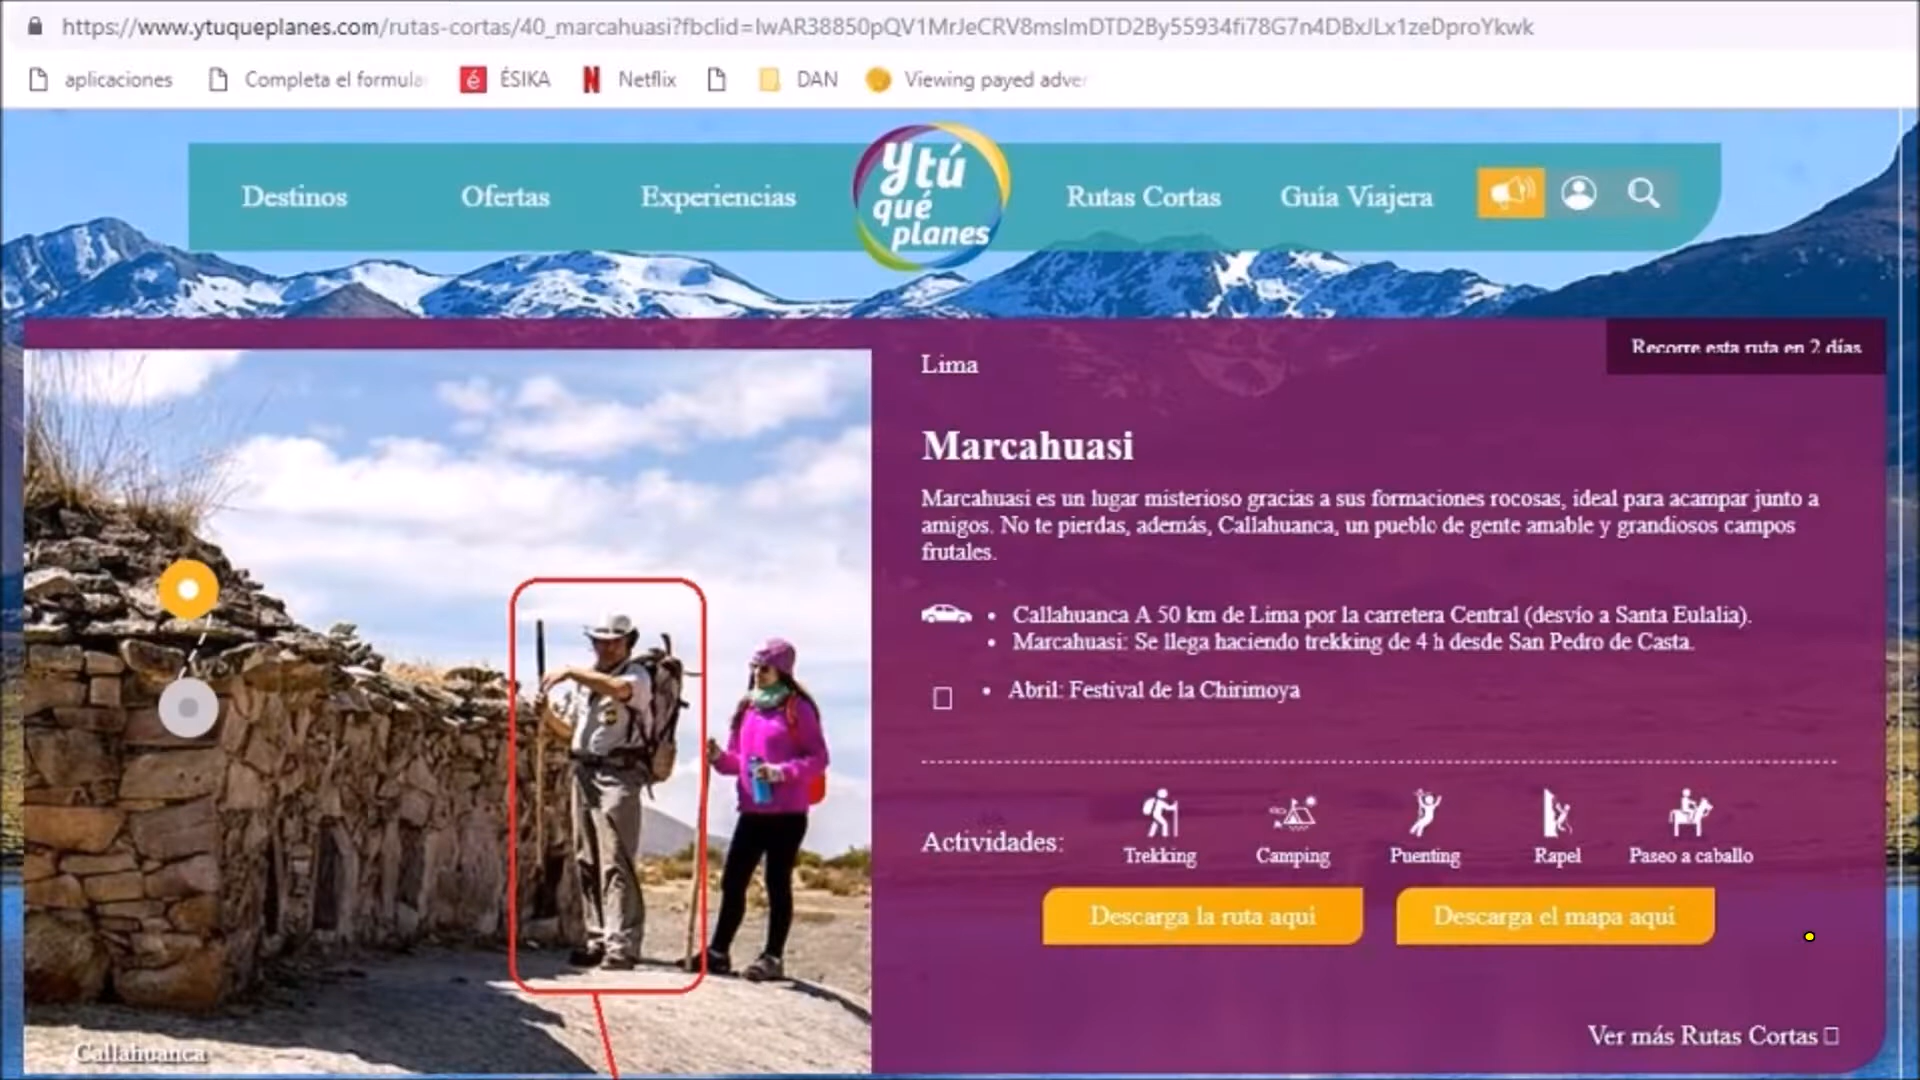 https://www.ytuqueplanes.com/rutas-cortas/40_marcahuasi?fbclid=IwAR38850pQV1MrJeCRV8msImDTD2By55934fi78G7n4DBxJLx1zeDproYkwk
aplicaciones Completa el formula é ÉSIKA N Netflix DAN Viewing payed adver
Destinos Ofertas Experiencias Rutas Cortas Guía Viajera
Ytú
qué
planes
Recorre esta ruta en 2 días
Lima
Marcahuasi
Marcahuasi es un lugar misterioso gracias a sus formaciones rocosas, ideal para acampar junto a
amigos. No te pierdas, además, Callahuanca, un pueblo de gente amable y grandiosos campos
frutales.
• Callahuanca A 50 km de Lima por la carretera Central (desvío a Santa Eulalia).
• Marcahuasi: Se llega haciendo trekking de 4 h desde San Pedro de Casta.
• Abril: Festival de la Chirimoya
Actividades:
Trekking Camping Puenting Rapel Paseo a caballo
Descarga la ruta aquí Descarga el mapa aquí
Ver más Rutas Cortas
Callahuanca